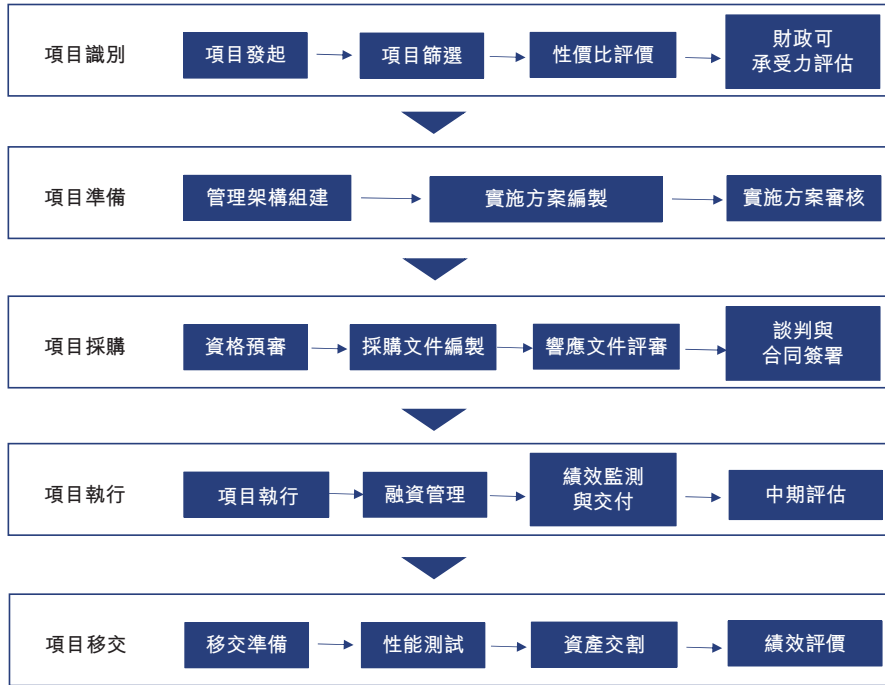 項目識別
項目發起
項目篩選
性價比評價
財政可
承受力評估
項目準備
管理架構組建
實施方案編製
實施方案審核
項目採購
資格預審
採購文件編製
響應文件評審
談判與
合同簽署
項目執行
項目執行
融資管理
績效監測
與交付
中期評估
項目移交
移交準備
性能測試
資產交割
績效評價